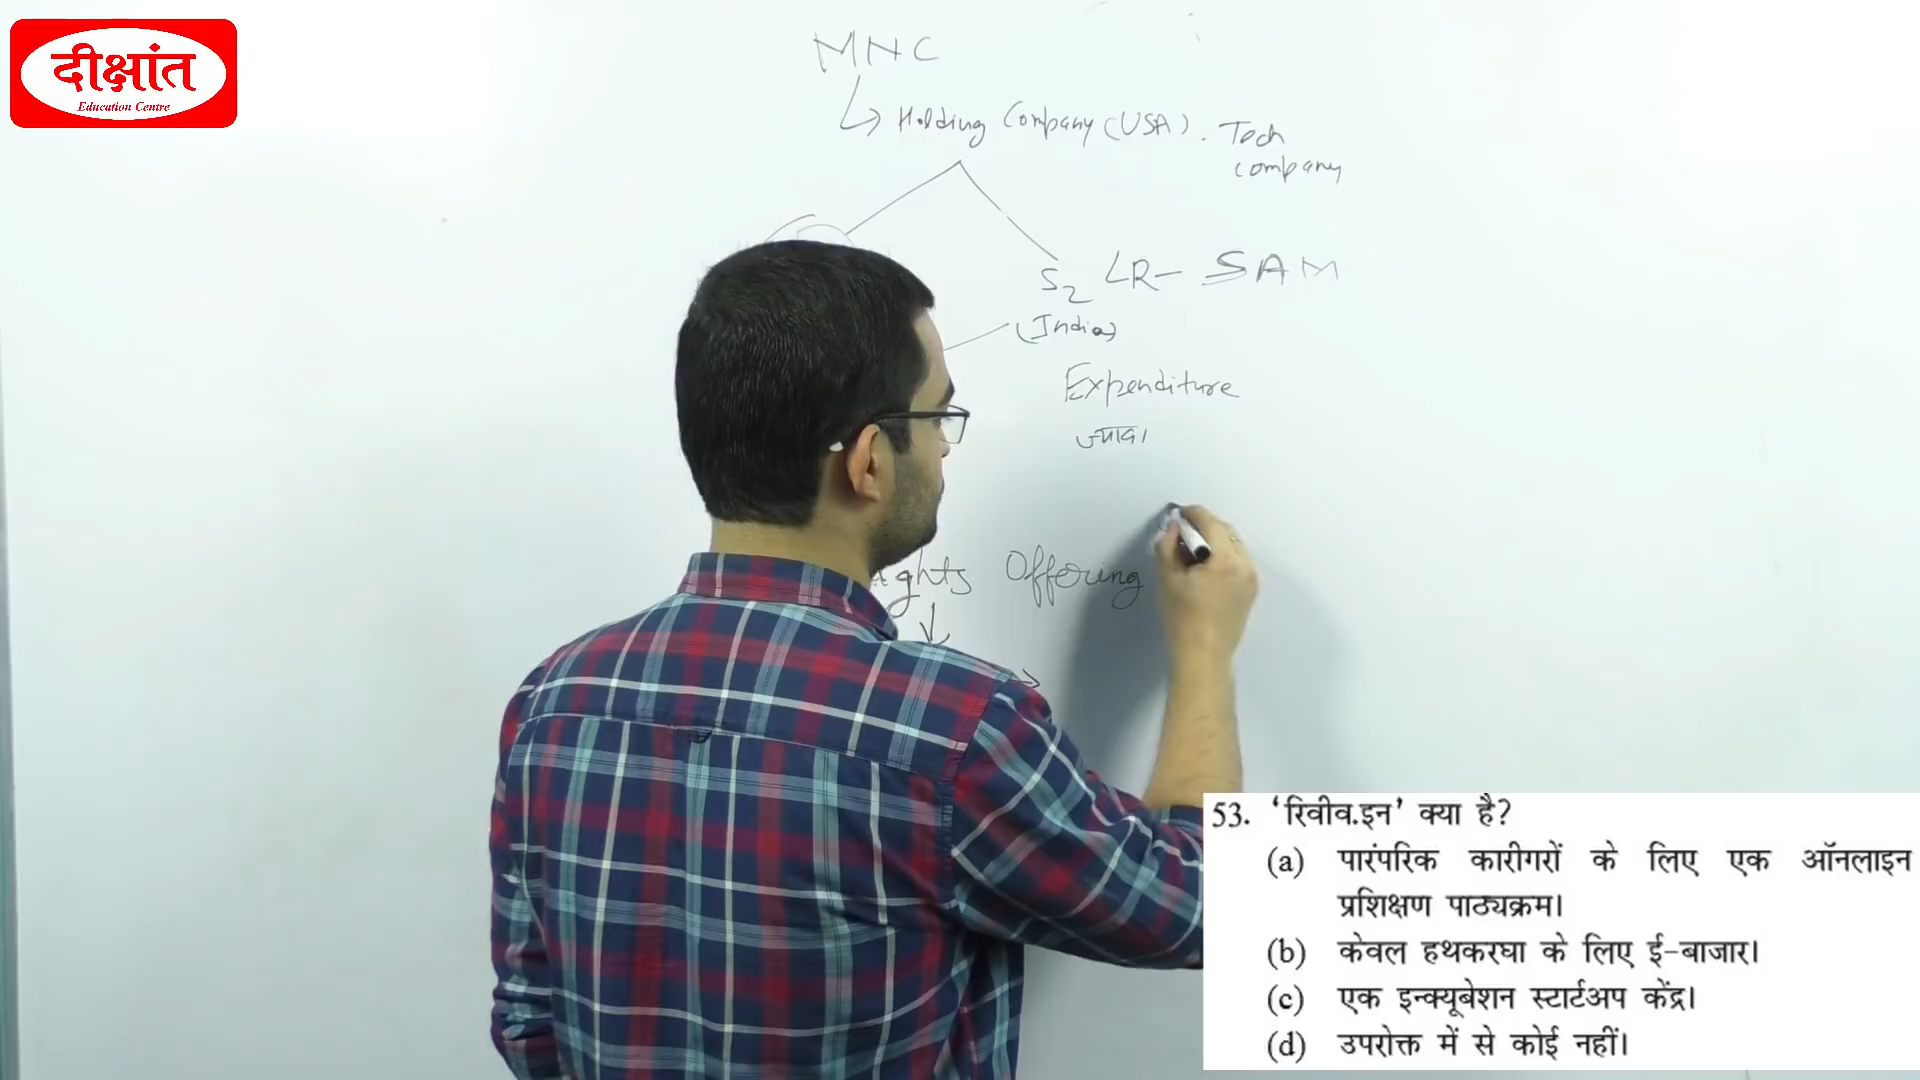 दीक्षांत
Education Centre
MNC
Holding Company (USA). Tech
company
S2 LR- SAM
(India)
Expenditure
ज्यादा
Offering
53. ‘रिवीव.इन’ क्या है?
(a) पारंपरिक कारीगरों के लिए एक ऑनलाइन
प्रशिक्षण पाठ्यक्रम।
(b) केवल हथकरघा के लिए ई-बाजार।
(c) एक इन्क्यूबेशन स्टार्टअप केंद्र।
(d) उपरोक्त में से कोई नहीं।